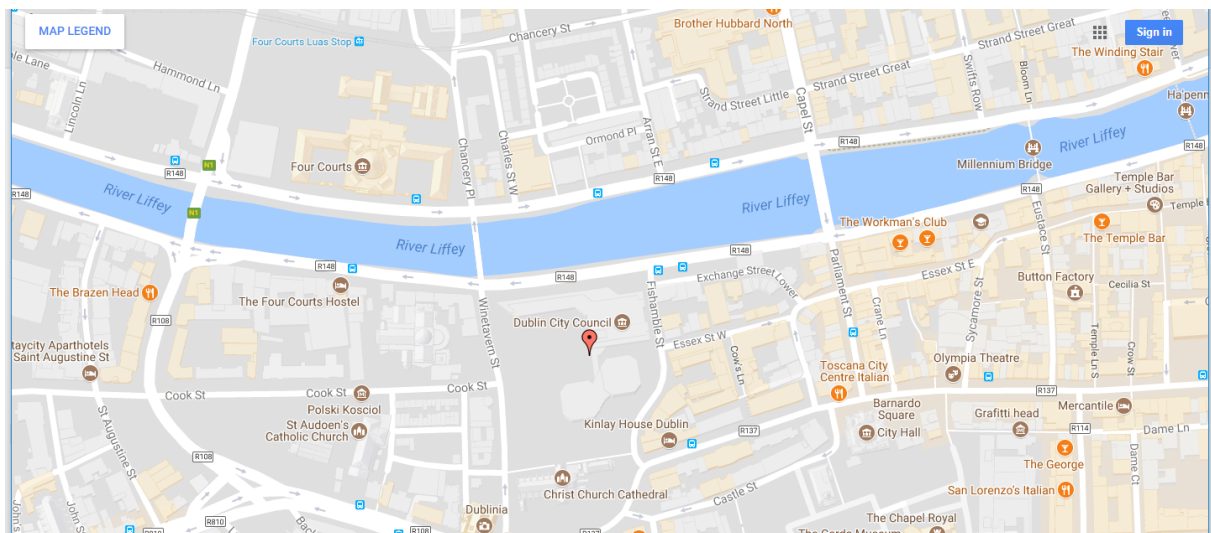 MAP LEGEND
Sign in
Four Courts Luas Stop
Chancery St
Brother Hubbard North
Strand Street Great
The Winding Stair
Hammond Ln
Lincoln Ln
ple Lane
Strand Street Great
Swifts Row
Bloom Ln
Strand Street Little
Capel St
Ha'penn
Ormond Pl
Arran St E
Charles St W
Chancery Pl
Four Courts
N1
R148
R148
R148
R148
Millennium Bridge
River Liffey
R148
R148
River Liffey
N1
River Liffey
River Liffey
Temple Bar
Gallery + Studios
Temple
The Workman's Club
Eustace St
The Temple Bar
R148
R148
R148
The Brazen Head
The Four Courts Hostel
Exchange Street Lower
Essex St E
Parliament St
Button Factory
Cecilia St
R108
Winetavern St
Fishamble St
Dublin City Council
Crane Ln
Sycamore St
Essex St W
Cow's Ln
Temple Ln S
Crow St
taycity Aparthotels
Saint Augustine St
Olympia Theatre
Toscana City
Centre Italian
Cook St
Cook St
Polski Kosciol
R137
St Augustine St
St Audoen's
Catholic Church
Kinlay House Dublin
R137
Barnardo
Square
City Hall
Grafitti head
Mercantile
R114
Dame Ln
R108
The George
Dame Ct
Christ Church Cathedral
Castle St
San Lorenzo's Italian
John's
Dublinia
R810
R108
R137
The Chapel Royal